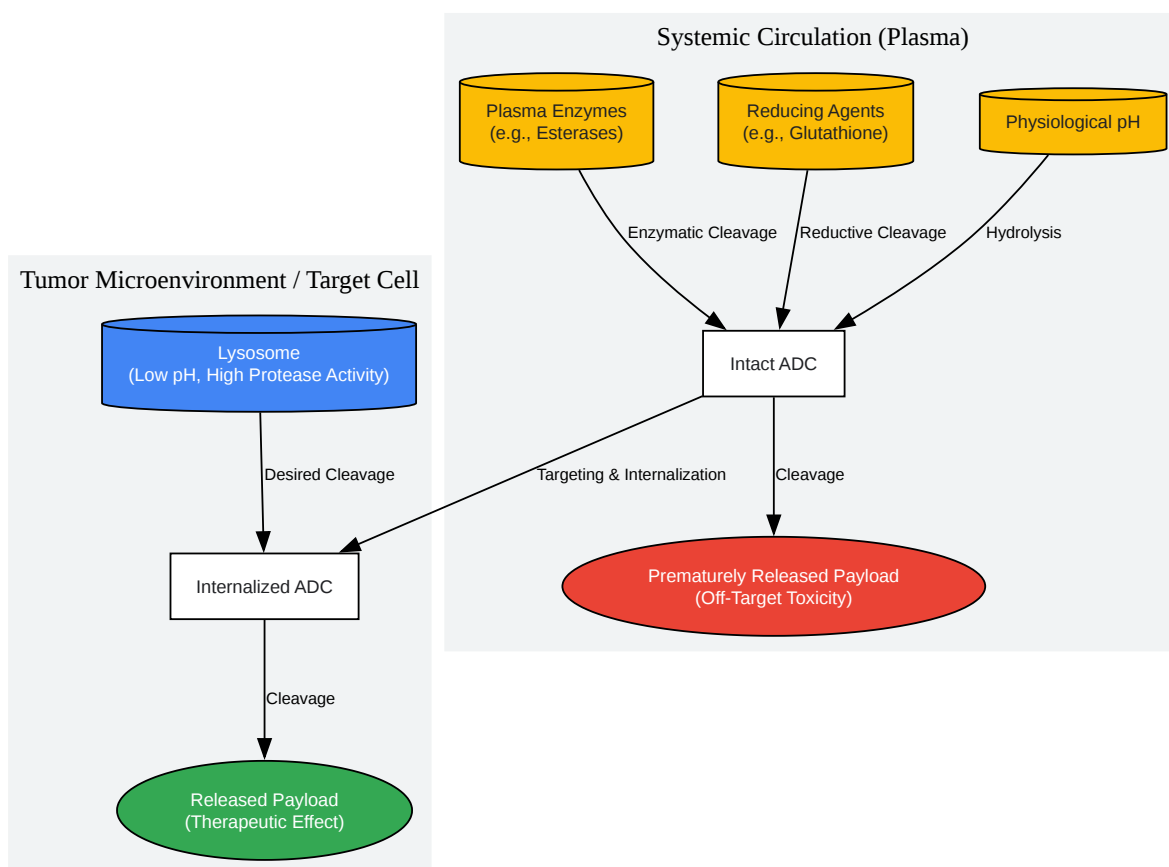 Systemic Circulation (Plasma)
Plasma Enzymes
(e.g., Esterases)
Reducing Agents
(e.g., Glutathione)
Physiological pH
Enzymatic Cleavage
Reductive Cleavage
Hydrolysis
Tumor Microenvironment / Target Cell
Lysosome
(Low pH, High Protease Activity)
Intact ADC
Desired Cleavage
Targeting & Internalization
Cleavage
Internalized ADC
Prematurely Released Payload
(Off-Target Toxicity)
Cleavage
Released Payload
(Therapeutic Effect)